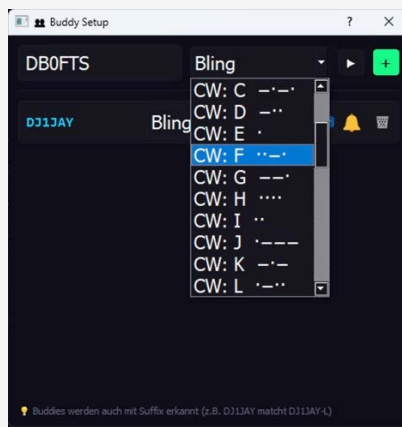 Buddy Setup ? ×
DB0FTS Bling +
CW: C −·−·
DJ1JAY Bling
CW: D −··
CW: E ·
CW: F ··−·
CW: G −−·
CW: H ····
CW: I ··
CW: J ·−−−
CW: K −·−
CW: L ·−··
Buddies werden auch mit Suffix erkannt (z.B. DJ1JAY matcht DJ1JAY-L)